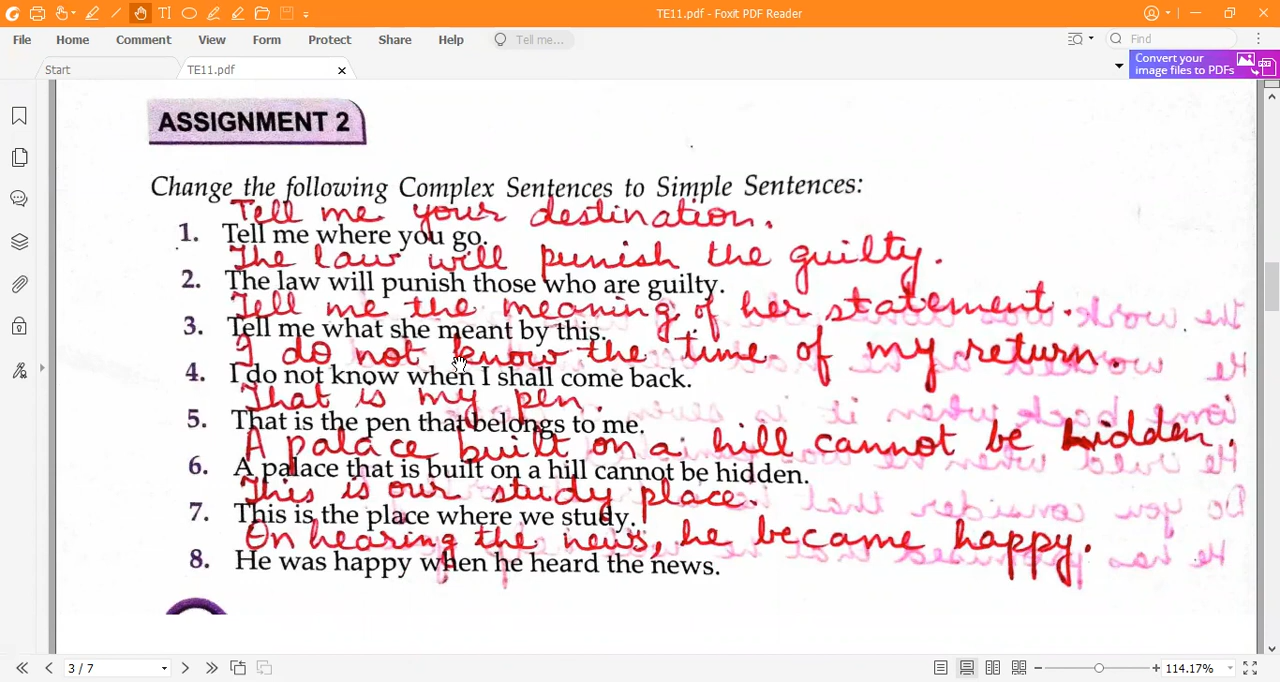 TE11.pdf - Foxit PDF Reader
File Home Comment View Form Protect Share Help Tell me... Find
Start TE11.pdf Convert your
image files to PDFs
ASSIGNMENT 2
Change the following Complex Sentences to Simple Sentences:
Tell me your destination.
1. Tell me where you go.
The law will punish the guilty.
2. The law will punish those who are guilty.
Tell me the meaning of her statement.
3. Tell me what she meant by this.
I do not know the time of my return.
4. I do not know when I shall come back.
That is my pen.
5. That is the pen that belongs to me.
A palace built on a hill cannot be hidden.
6. A palace that is built on a hill cannot be hidden.
This is our study place.
7. This is the place where we study.
On hearing the news, he became happy.
8. He was happy when he heard the news.
3 / 7 114.17%